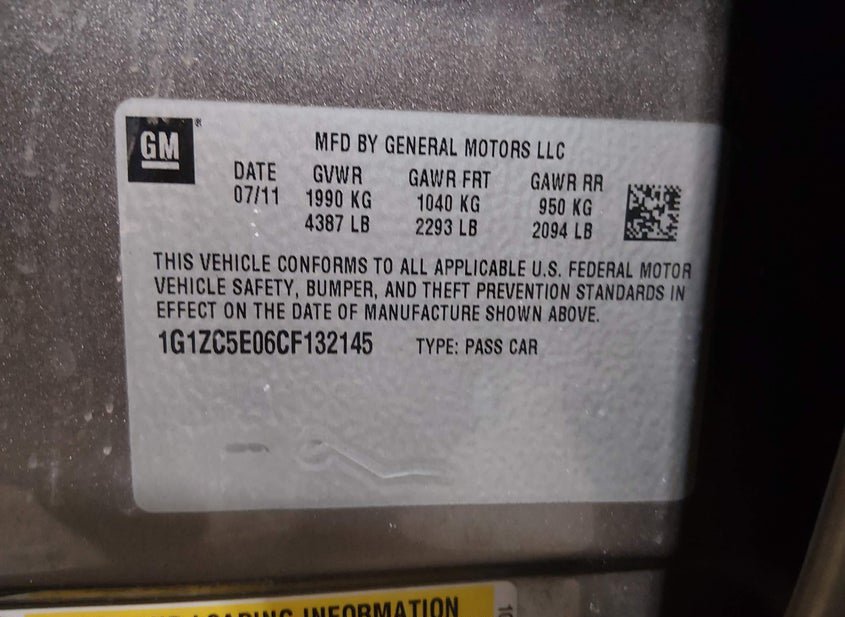 GM
MFD BY GENERAL MOTORS LLC
DATE GVWR GAWR FRT GAWR RR
07/11 1990 KG 1040 KG 950 KG
4387 LB 2293 LB 2094 LB
THIS VEHICLE CONFORMS TO ALL APPLICABLE U.S. FEDERAL MOTOR
VEHICLE SAFETY, BUMPER, AND THEFT PREVENTION STANDARDS IN
EFFECT ON THE DATE OF MANUFACTURE SHOWN ABOVE.
1G1ZC5E06CF132145 TYPE: PASS CAR
LOADING INFORMATION